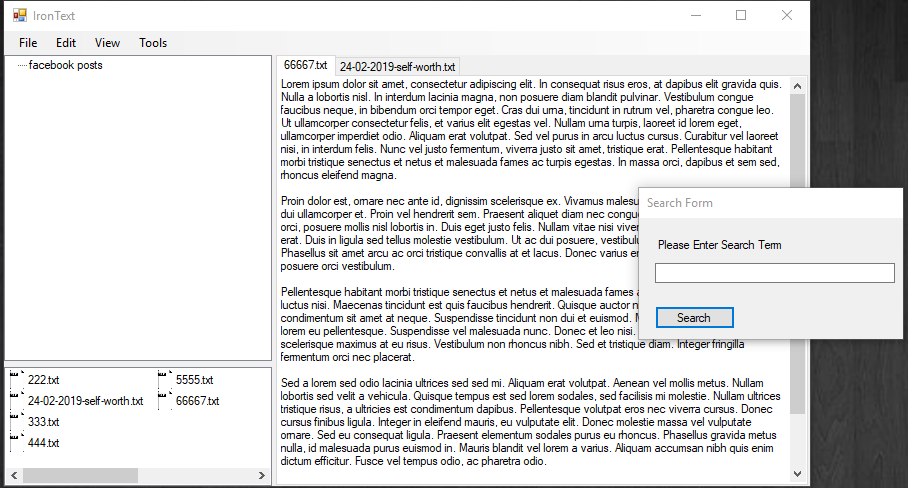 IronText
File Edit View Tools
facebook posts
66667.txt 24-02-2019-self-worth.txt
Lorem ipsum dolor sit amet, consectetur adipiscing elit. In consequat risus eros, at dapibus elit gravida quis.
Nulla a lobortis nisl. In interdum lacinia magna, non posuere diam blandit pulvinar. Vestibulum congue
faucibus neque, in bibendum orci tempor eget. Cras dui urna, tincidunt in rutrum vel, pharetra congue leo.
Ut ullamcorper consectetur felis, et varius elit egestas vel. Nullam urna turpis, laoreet id lorem eget,
ullamcorper imperdiet odio. Aliquam erat volutpat. Sed vel purus in arcu luctus cursus. Curabitur vel laoreet
nisi, in interdum felis. Nunc vel justo fermentum, viverra justo sit amet, tristique erat. Pellentesque habitant
morbi tristique senectus et netus et malesuada fames ac turpis egestas. In massa orci, dapibus et sem sed,
rhoncus eleifend magna.
Proin dolor est, ornare nec ante id, dignissim scelerisque ex. Vivamus malesu
dui ullamcorper et. Proin vel hendrerit sem. Praesent aliquet diam nec congu
orci, posuere mollis nisl lobortis in. Duis eget justo felis. Nullam vitae nisi viver
erat. Duis in ligula sed tellus molestie vestibulum. Ut ac dui posuere, vestibulu
Phasellus sit amet arcu ac orci tristique convallis at et lacus. Donec varius er
posuere orci vestibulum.
Pellentesque habitant morbi tristique senectus et netus et malesuada fames a
luctus nisi. Maecenas tincidunt est quis faucibus hendrerit. Quisque auctor n
condimentum sit amet at neque. Suspendisse tincidunt non dui et euismod. M
lorem eu pellentesque. Suspendisse vel malesuada nunc. Donec et leo nisi.
scelerisque maximus at eu risus. Vestibulum non rhoncus nibh. Sed et tristique diam. Integer fringilla
fermentum orci nec placerat.
Sed a lorem sed odio lacinia ultrices sed sed mi. Aliquam erat volutpat. Aenean vel mollis metus. Nullam
lobortis sed velit a vehicula. Quisque tempus est sed lorem sodales, sed facilisis mi molestie. Nullam ultrices
tristique risus, a ultricies est condimentum dapibus. Pellentesque volutpat eros nec viverra cursus. Donec
cursus finibus ligula. Integer in eleifend mauris, eu vulputate elit. Donec molestie massa vel vulputate
ornare. Sed eu consequat ligula. Praesent elementum sodales purus eu rhoncus. Phasellus gravida metus
nulla, id malesuada purus euismod in. Mauris blandit vel lorem a varius. Aliquam accumsan nibh quis enim
dictum efficitur. Fusce vel tempus odio, ac pharetra odio.
Search Form
Please Enter Search Term
Search
222.txt 5555.txt
24-02-2019-self-worth.txt 66667.txt
333.txt
444.txt